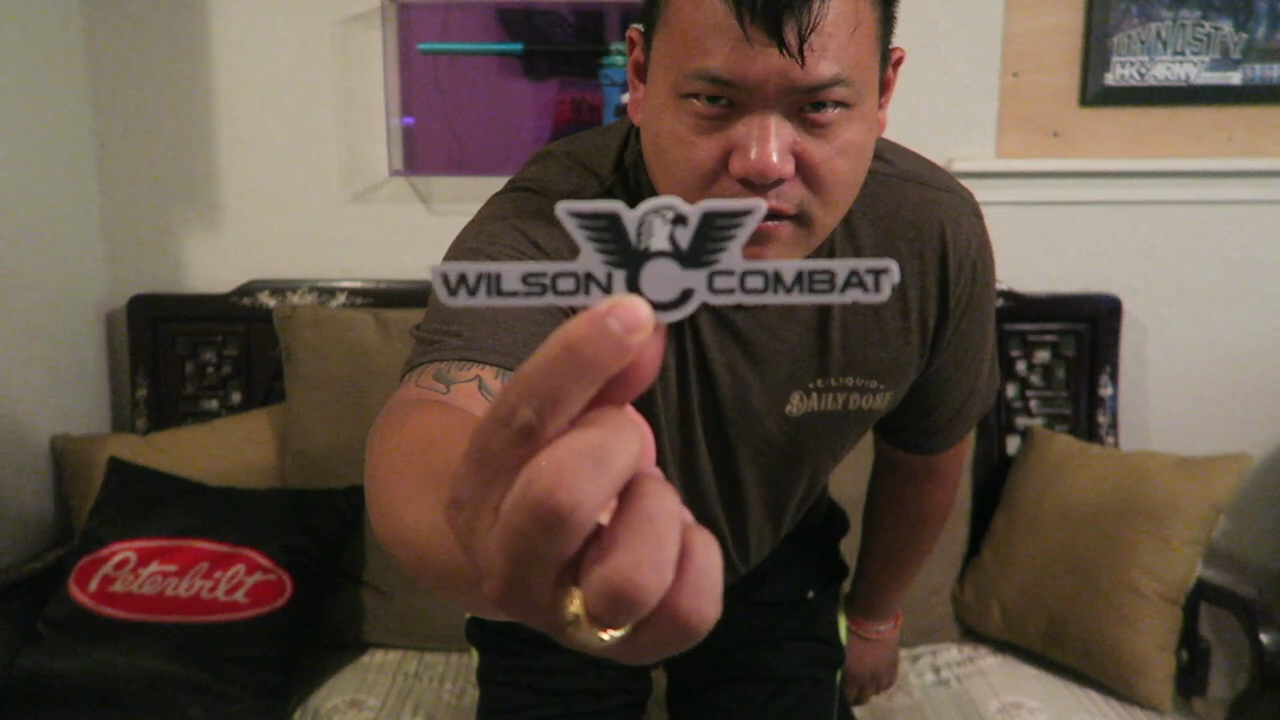 DYNASTY
HK ARMY
WILSON COMBAT
E-LIQUID
DAILY DOSE
Peterbilt